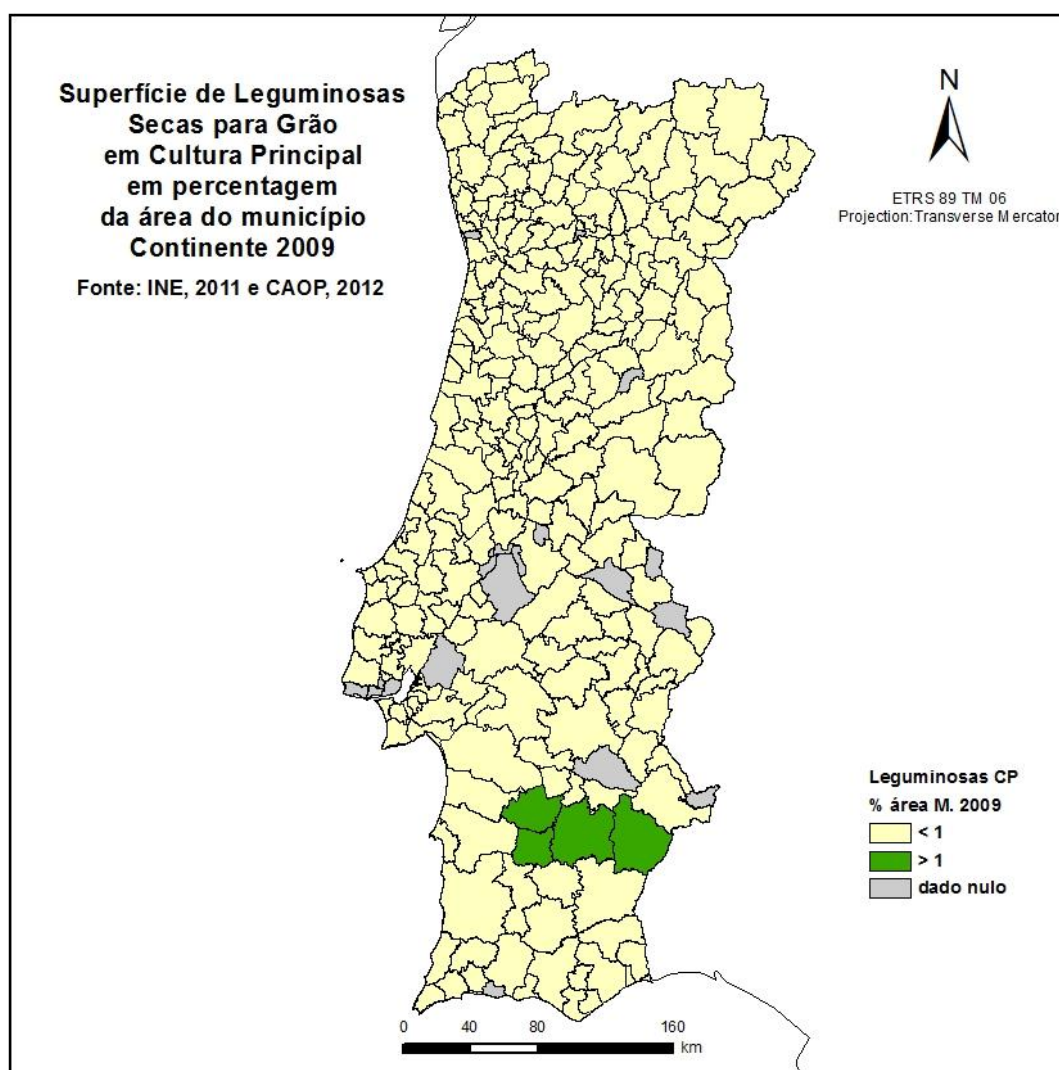 Superfície de Leguminosas
Secas para Grão
em Cultura Principal
em percentagem
da área do município
Continente 2009
Fonte: INE, 2011 e CAOP, 2012
N
ETRS 89 TM 06
Projection: Transverse Mercator
Leguminosas CP
% área M. 2009
< 1
> 1
dado nulo
0 40 80 160
km